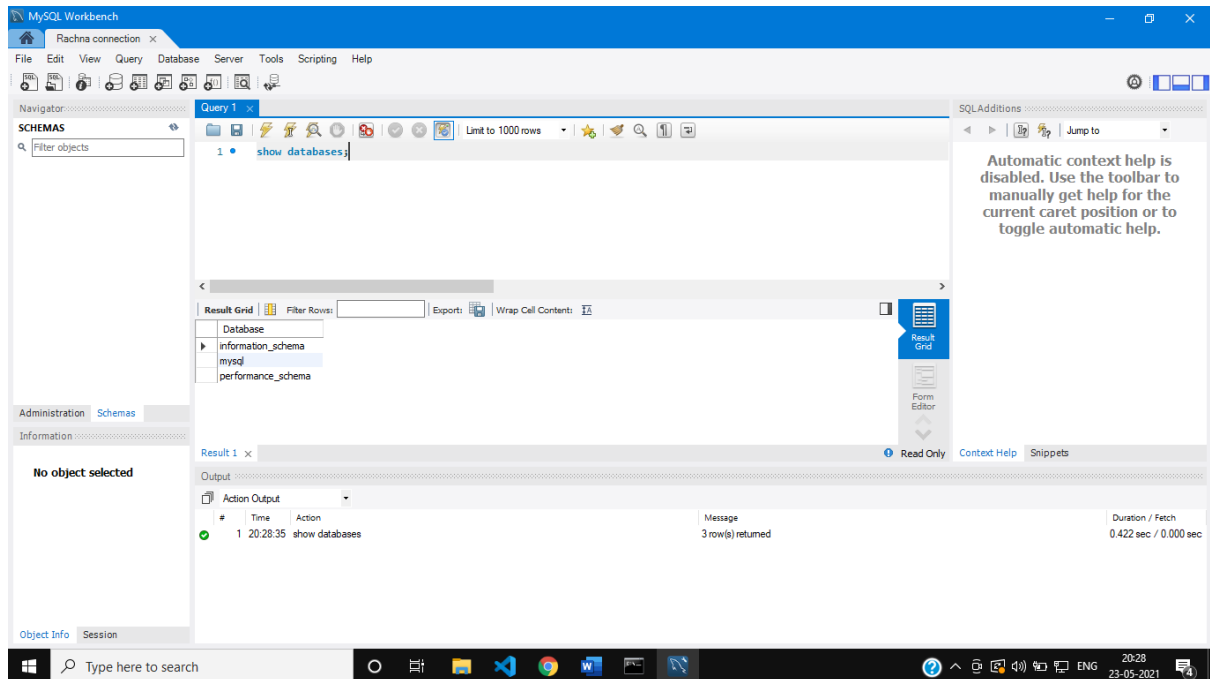 MySQL Workbench
Rachna connection
File Edit View Query Database Server Tools Scripting Help
Navigator
SCHEMAS
Filter objects
Administration Schemas
Information
No object selected
Object Info Session
Query 1
Limit to 1000 rows
1 show databases;
Result Grid Filter Rows: Export: Wrap Cell Content:
Database
information_schema
mysql
performance_schema
Result
Grid
Form
Editor
Result 1 Read Only
SQLAdditions
Jump to
Automatic context help is
disabled. Use the toolbar to
manually get help for the
current caret position or to
toggle automatic help.
Context Help Snippets
Output
Action Output
# Time Action Message Duration / Fetch
1 20:28:35 show databases 3 row(s) returned 0.422 sec / 0.000 sec
Type here to search
ENG
20:28
23-05-2021
4